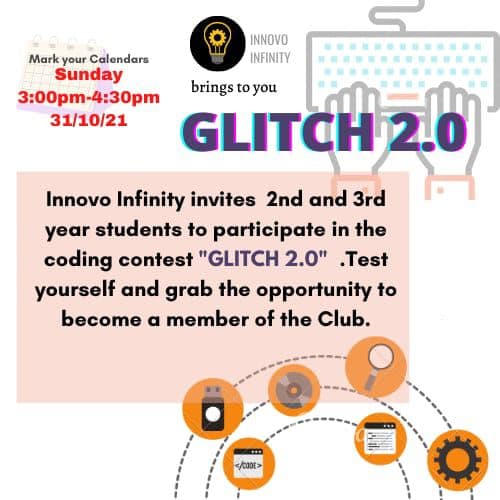 Mark your Calendars
Sunday
3:00pm-4:30pm
31/10/21
INNOVO
INFINITY
brings to you
GLITCH 2.0
Innovo Infinity invites 2nd and 3rd
year students to participate in the
coding contest "GLITCH 2.0" .Test
yourself and grab the opportunity to
become a member of the Club.
</CODE>